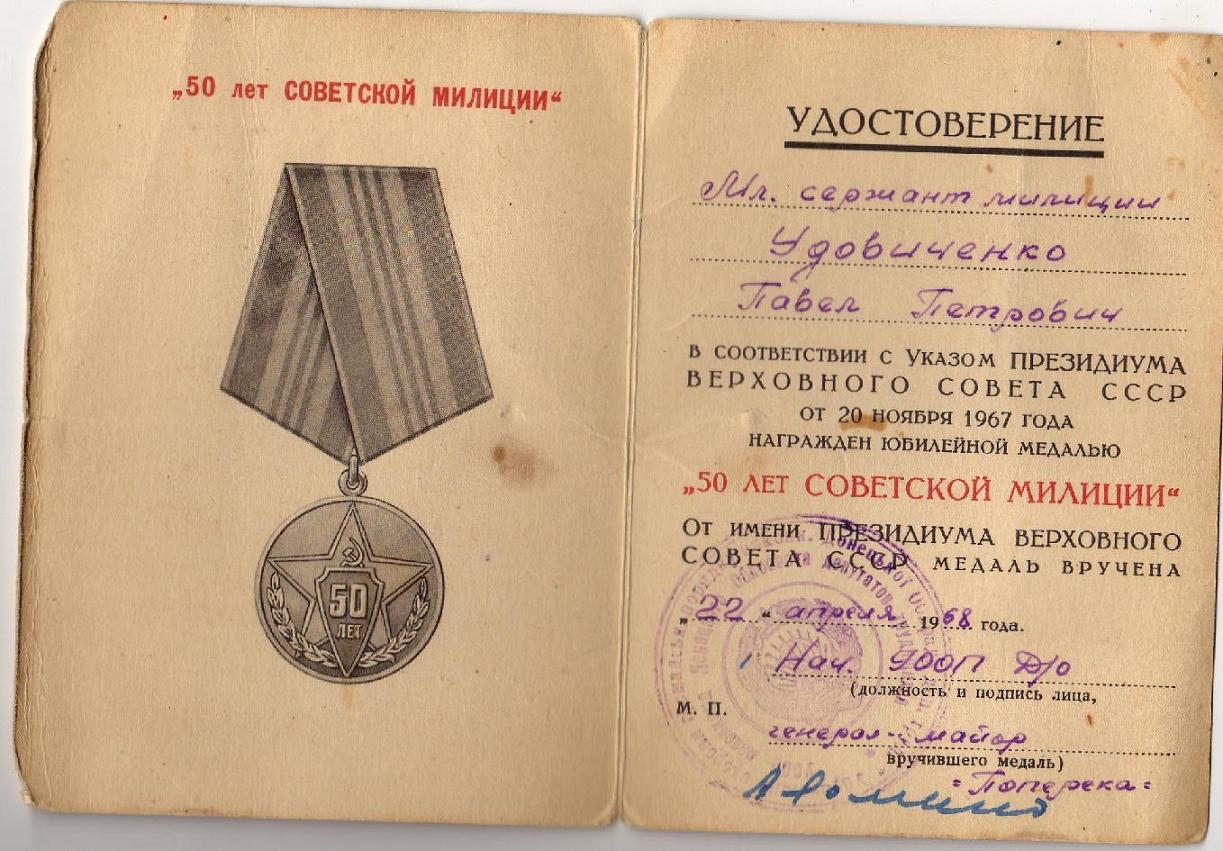 „50 лет СОВЕТСКОЙ МИЛИЦИИ“
50
ЛЕТ
УДОСТОВЕРЕНИЕ
Мл. сержант милиции
Удовиченко
Павел Петрович
В СООТВЕТСТВИИ С УКАЗОМ ПРЕЗИДИУМА
ВЕРХОВНОГО СОВЕТА СССР
ОТ 20 НОЯБРЯ 1967 ГОДА
НАГРАЖДЕН ЮБИЛЕЙНОЙ МЕДАЛЬЮ
„50 ЛЕТ СОВЕТСКОЙ МИЛИЦИИ“
ОТ ИМЕНИ ПРЕЗИДИУМА ВЕРХОВНОГО
СОВЕТА СССР МЕДАЛЬ ВРУЧЕНА
„22“ апреля 1968 года.
Нач. УООП Д/о
(должность и подпись лица,
М. П.
генерал-майор
вручившего медаль)
=Поперека=